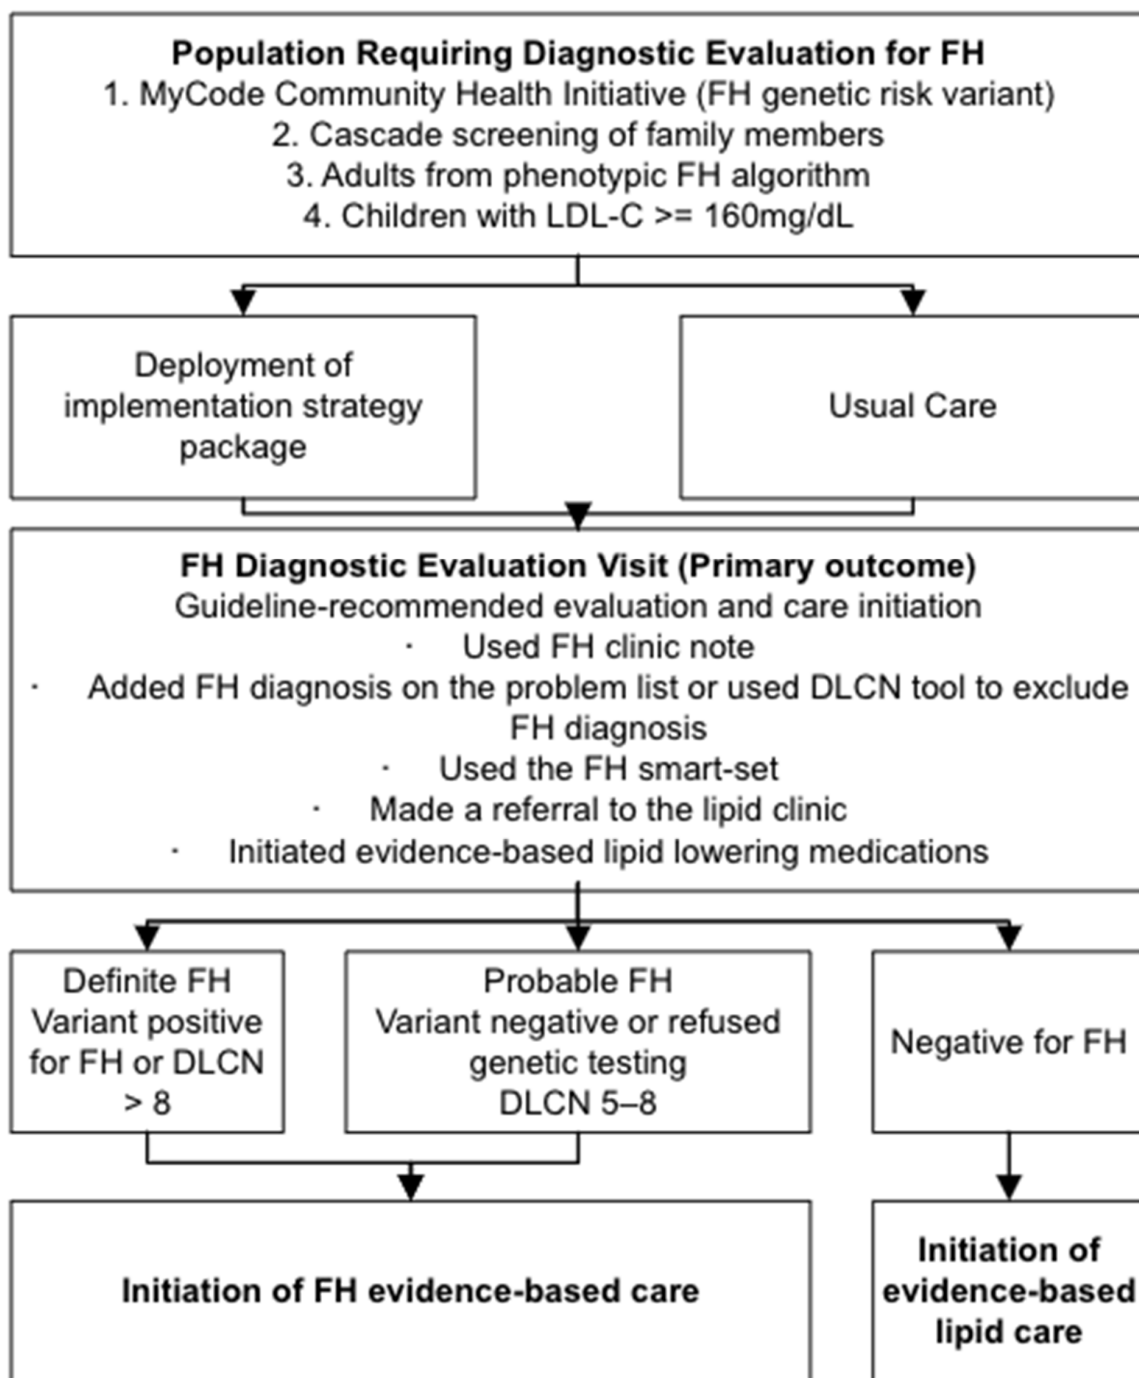 Population Requiring Diagnostic Evaluation for FH
1. MyCode Community Health Initiative (FH genetic risk variant)
2. Cascade screening of family members
3. Adults from phenotypic FH algorithm
4. Children with LDL-C >= 160mg/dL
Deployment of
implementation strategy
package
Usual Care
FH Diagnostic Evaluation Visit (Primary outcome)
Guideline-recommended evaluation and care initiation
· Used FH clinic note
· Added FH diagnosis on the problem list or used DLCN tool to exclude
FH diagnosis
· Used the FH smart-set
· Made a referral to the lipid clinic
· Initiated evidence-based lipid lowering medications
Definite FH
Variant positive
for FH or DLCN
> 8
Probable FH
Variant negative or refused
genetic testing
DLCN 5–8
Negative for FH
Initiation of FH evidence-based care
Initiation of
evidence-based
lipid care